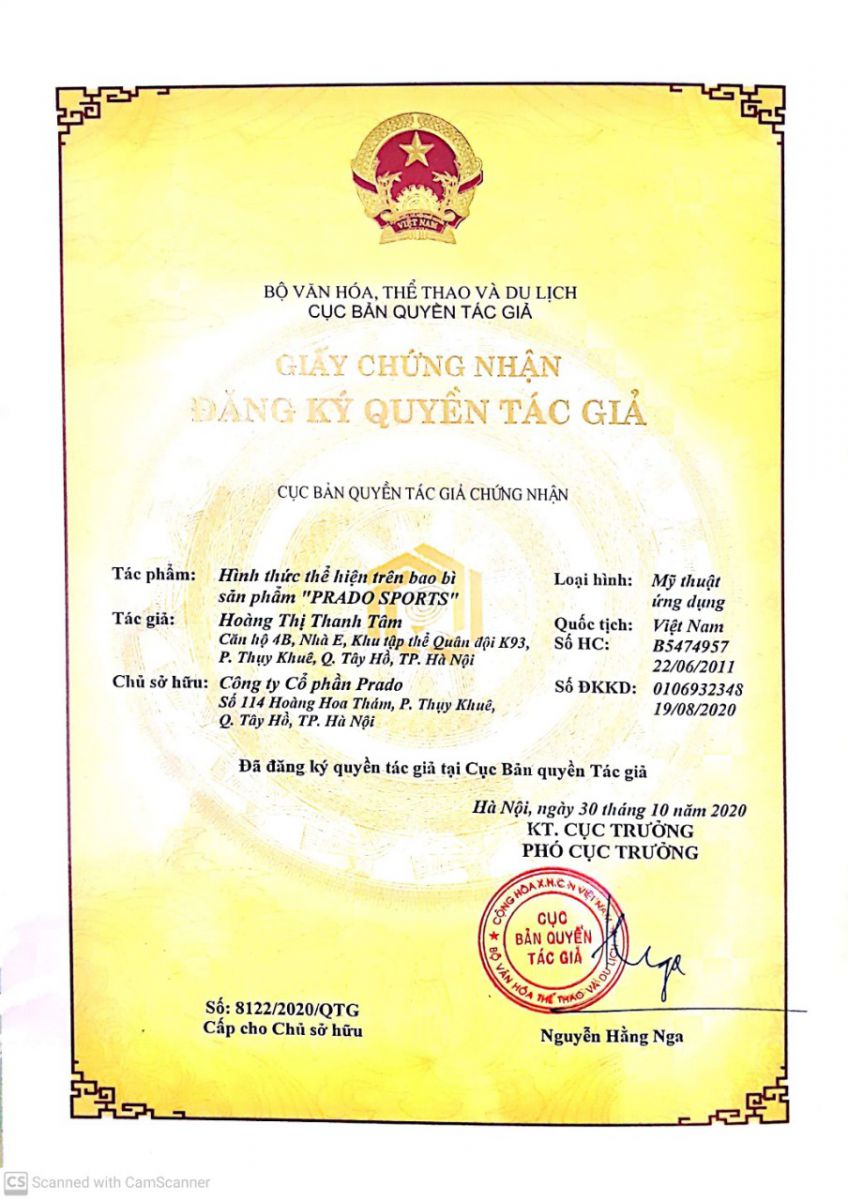 VIỆT NAM
BỘ VĂN HÓA, THỂ THAO VÀ DU LỊCH
CỤC BẢN QUYỀN TÁC GIẢ
GIẤY CHỨNG NHẬN
ĐĂNG KÝ QUYỀN TÁC GIẢ
CỤC BẢN QUYỀN TÁC GIẢ CHỨNG NHẬN
Tác phẩm: Hình thức thể hiện trên bao bì Loại hình: Mỹ thuật
sản phẩm "PRADO SPORTS" ứng dụng
Tác giả: Hoàng Thị Thanh Tâm Quốc tịch: Việt Nam
Căn hộ 4B, Nhà E, Khu tập thể Quân đội K93, Số HC: B5474957
P. Thụy Khuê, Q. Tây Hồ, TP. Hà Nội 22/06/2011
Chủ sở hữu: Công ty Cổ phần Prado Số ĐKKD: 0106932348
Số 114 Hoàng Hoa Thám, P. Thụy Khuê, 19/08/2020
Q. Tây Hồ, TP. Hà Nội
Đã đăng ký quyền tác giả tại Cục Bản quyền Tác giả
Hà Nội, ngày 30 tháng 10 năm 2020
KT. CỤC TRƯỞNG
PHÓ CỤC TRƯỞNG
CỘNG HÒA X.H.C.N VIỆT NAM
CỤC
BẢN QUYỀN
TÁC GIẢ
BỘ VĂN HÓA THỂ THAO VÀ DU LỊCH
Nga
Số: 8122/2020/QTG
Cấp cho Chủ sở hữu
Nguyễn Hằng Nga
CS Scanned with CamScanner